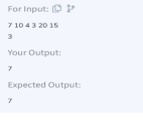 For Input:
7 10 4 3 20 15
3
Your Output:
7
Expected Output:
7